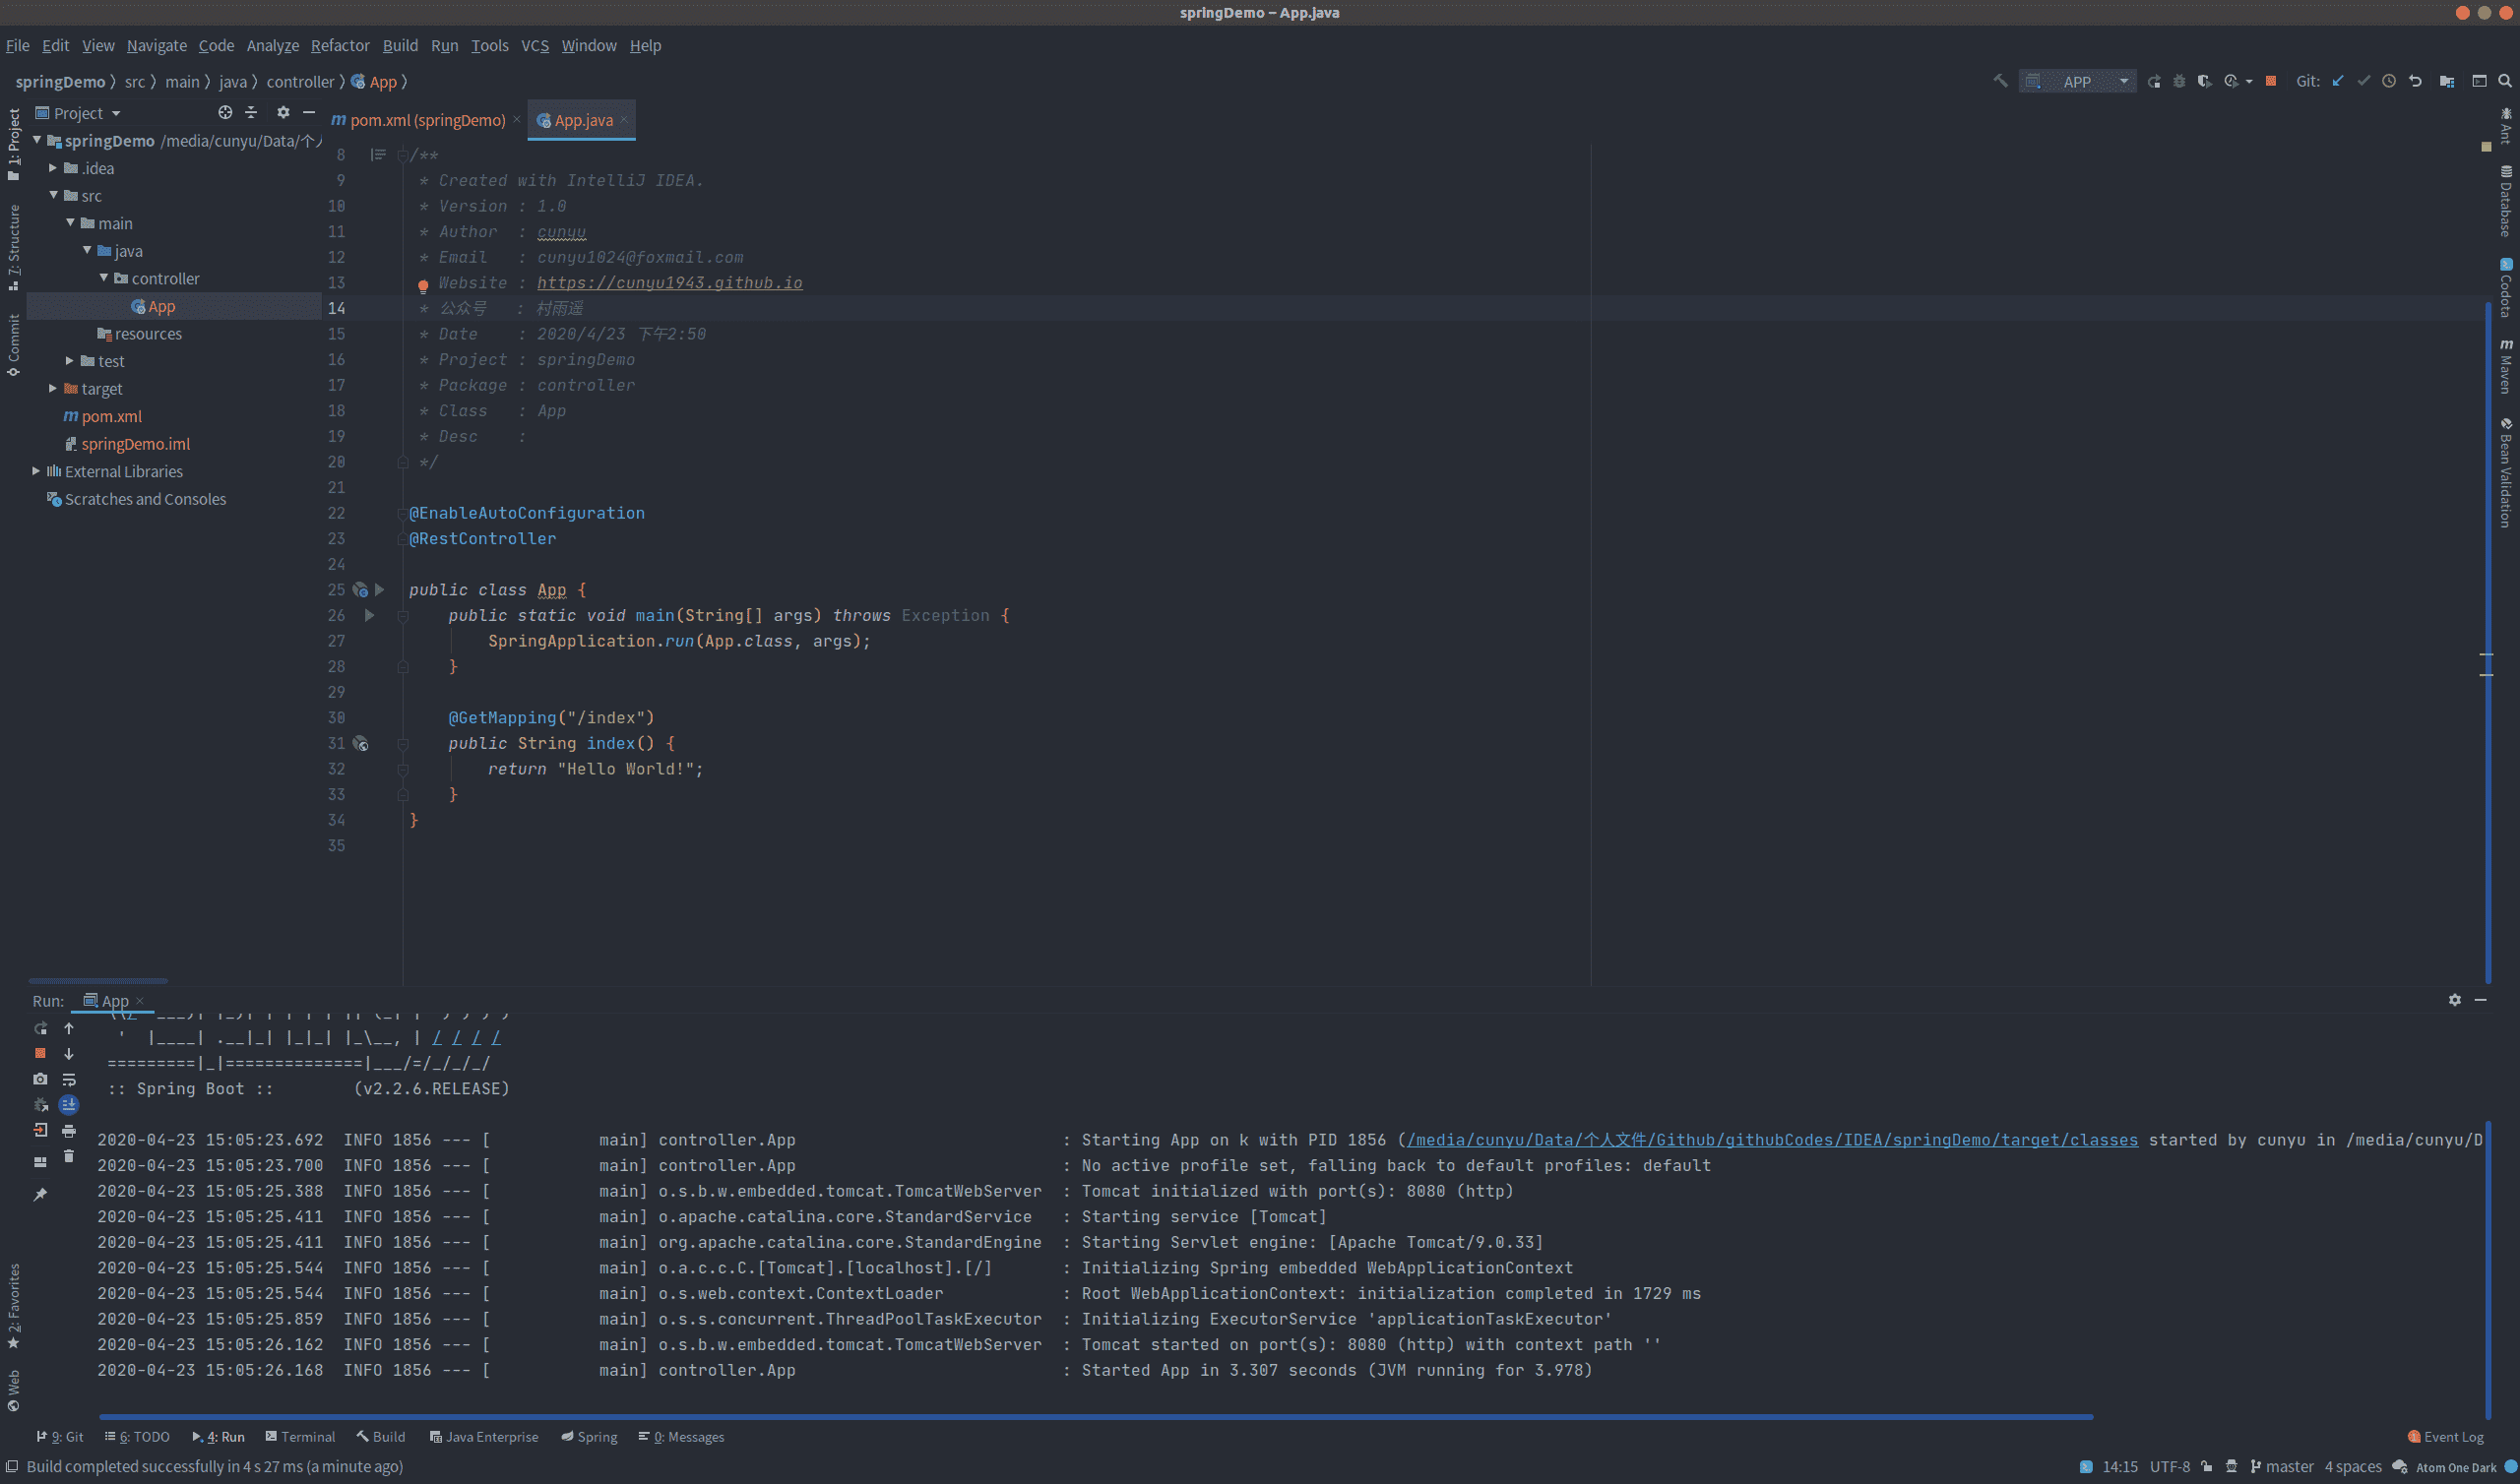 springDemo – App.java
File Edit View Navigate Code Analyze Refactor Build Run Tools VCS Window Help
springDemo 〉 src 〉 main 〉 java 〉 controller 〉 App 〉
APP
Git:
1: Project
7: Structure
Commit
2: Favorites
Web
Project
springDemo /media/cunyu/Data/个人
.idea
src
main
java
controller
App
resources
test
target
pom.xml
springDemo.iml
External Libraries
Scratches and Consoles
pom.xml (springDemo) ×
App.java ×
8 /**
9 * Created with IntelliJ IDEA.
10 * Version : 1.0
11 * Author : cunyu
12 * Email : cunyu1024@foxmail.com
13 Website : https://cunyu1943.github.io
14 * 公众号 : 村雨遥
15 * Date : 2020/4/23 下午2:50
16 * Project : springDemo
17 * Package : controller
18 * Class : App
19 * Desc :
20 */
21
22 @EnableAutoConfiguration
23 @RestController
24
25 public class App {
26 public static void main(String[] args) throws Exception {
27 SpringApplication.run(App.class, args);
28 }
29
30 @GetMapping("/index")
31 public String index() {
32 return "Hello World!";
33 }
34 }
35
Ant
Database
Codota
Maven
Bean Validation
Run: App ×
' |____| .__|_| |_|_| |_\__, | / / / /
=========|_|==============|___/=/_/_/_/
:: Spring Boot :: (v2.2.6.RELEASE)
2020-04-23 15:05:23.692 INFO 1856 --- [ main] controller.App : Starting App on k with PID 1856 (/media/cunyu/Data/个人文件/Github/githubCodes/IDEA/springDemo/target/classes started by cunyu in /media/cunyu/D
2020-04-23 15:05:23.700 INFO 1856 --- [ main] controller.App : No active profile set, falling back to default profiles: default
2020-04-23 15:05:25.388 INFO 1856 --- [ main] o.s.b.w.embedded.tomcat.TomcatWebServer : Tomcat initialized with port(s): 8080 (http)
2020-04-23 15:05:25.411 INFO 1856 --- [ main] o.apache.catalina.core.StandardService : Starting service [Tomcat]
2020-04-23 15:05:25.411 INFO 1856 --- [ main] org.apache.catalina.core.StandardEngine : Starting Servlet engine: [Apache Tomcat/9.0.33]
2020-04-23 15:05:25.544 INFO 1856 --- [ main] o.a.c.c.C.[Tomcat].[localhost].[/] : Initializing Spring embedded WebApplicationContext
2020-04-23 15:05:25.544 INFO 1856 --- [ main] o.s.web.context.ContextLoader : Root WebApplicationContext: initialization completed in 1729 ms
2020-04-23 15:05:25.859 INFO 1856 --- [ main] o.s.s.concurrent.ThreadPoolTaskExecutor : Initializing ExecutorService 'applicationTaskExecutor'
2020-04-23 15:05:26.162 INFO 1856 --- [ main] o.s.b.w.embedded.tomcat.TomcatWebServer : Tomcat started on port(s): 8080 (http) with context path ''
2020-04-23 15:05:26.168 INFO 1856 --- [ main] controller.App : Started App in 3.307 seconds (JVM running for 3.978)
9: Git 6: TODO 4: Run Terminal Build Java Enterprise Spring 0: Messages 1 Event Log
Build completed successfully in 4 s 27 ms (a minute ago) 14:15 UTF-8 master 4 spaces Atom One Dark